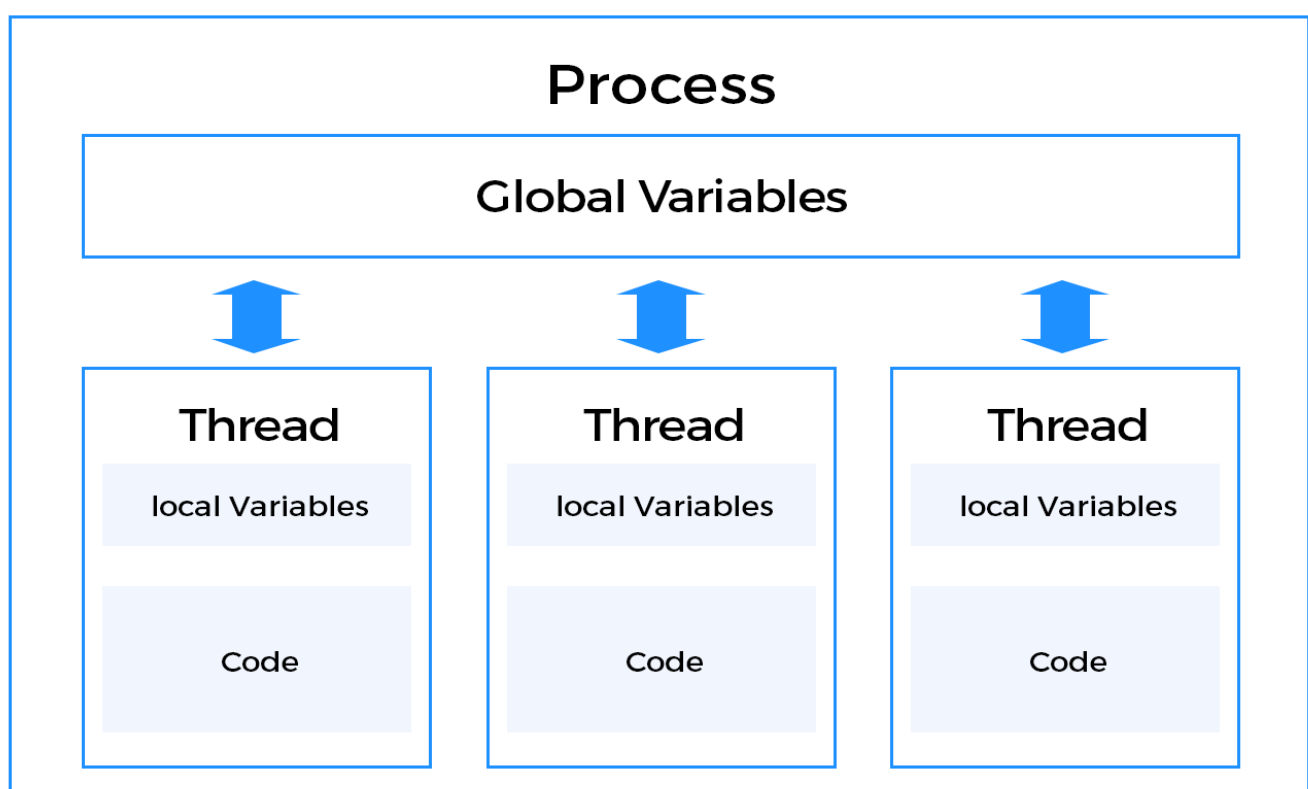 Process
Global Variables
Thread
Thread
Thread
local Variables
local Variables
local Variables
Code
Code
Code